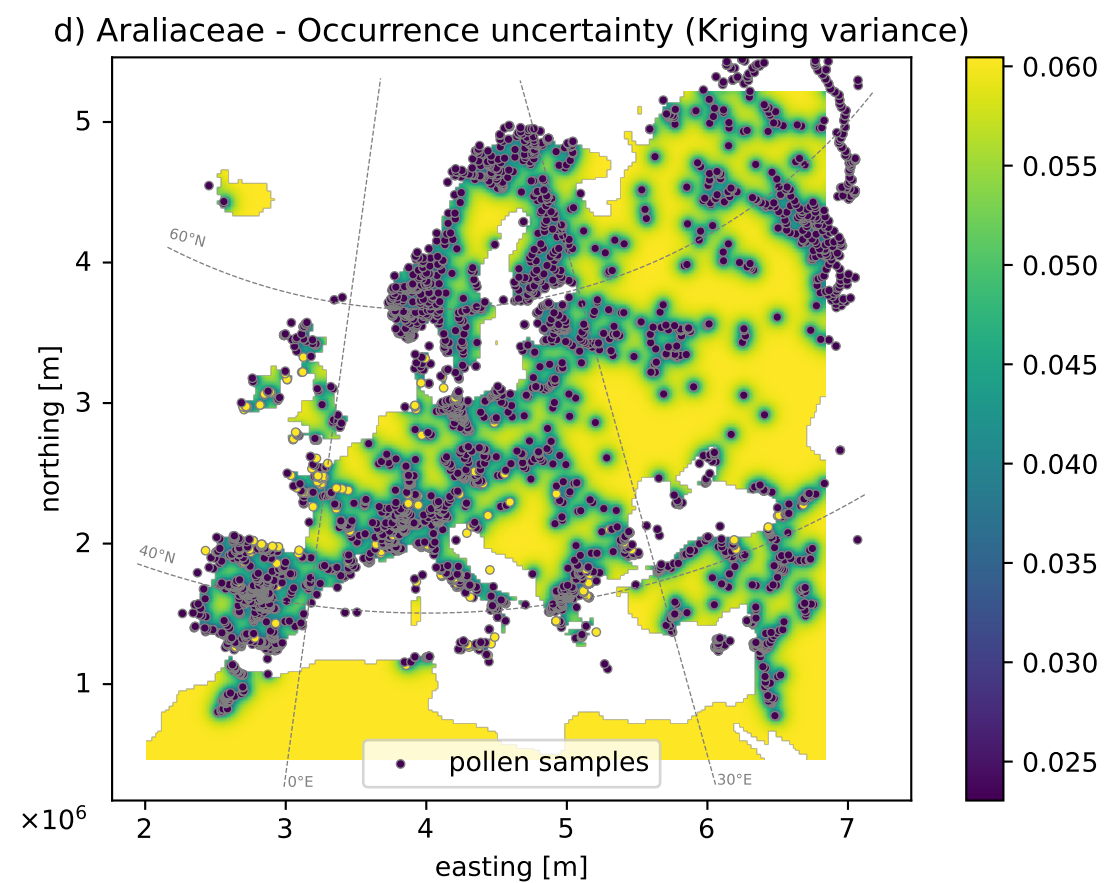 d) Araliaceae - Occurrence uncertainty (Kriging variance)
0.060
0.055
0.050
0.045
0.040
0.035
0.030
0.025
5
4
3
2
1
northing [m]
60°N
40°N
0°E
30°E
pollen samples
×10⁶
2
3
4
5
6
7
easting [m]